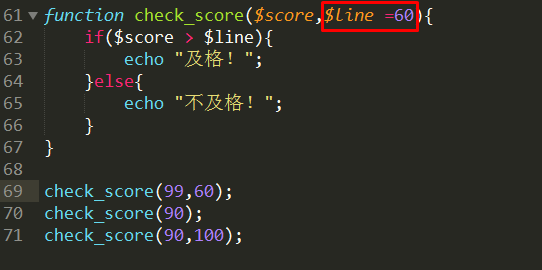 61 function check_score($score,$line =60){
62 if($score > $line){
63 echo "及格！";
64 }else{
65 echo "不及格！";
66 }
67 }
68
69 check_score(99,60);
70 check_score(90);
71 check_score(90,100);